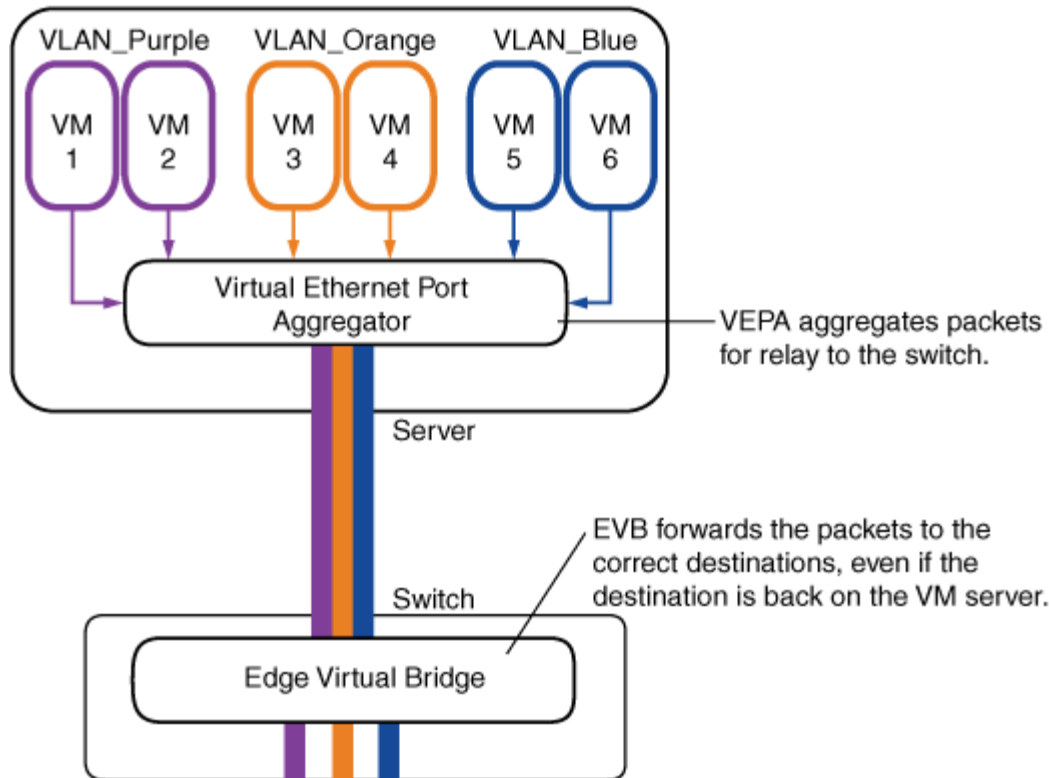 VLAN_Purple
VLAN_Orange
VLAN_Blue
VM
1
VM
2
VM
3
VM
4
VM
5
VM
6
Virtual Ethernet Port
Aggregator
VEPA aggregates packets
for relay to the switch.
Server
EVB forwards the packets to the
correct destinations, even if the
destination is back on the VM server.
Switch
Edge Virtual Bridge